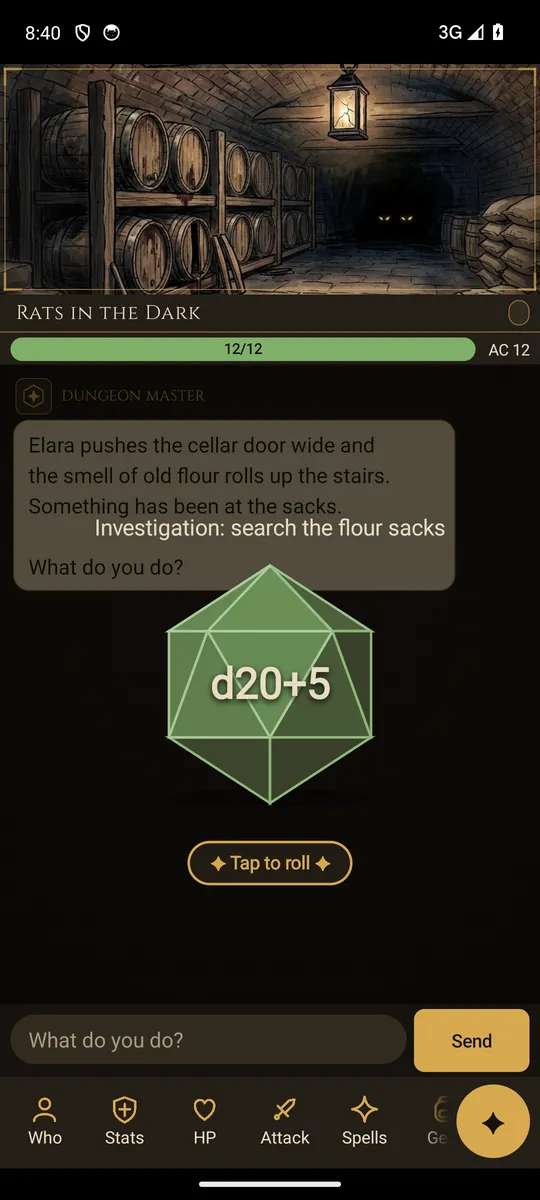 8:40
3G
Rats in the Dark
12/12
AC 12
DUNGEON MASTER
Elara pushes the cellar door wide and
the smell of old flour rolls up the stairs.
Something has been at the sacks.
Investigation: search the flour sacks
What do you do?
d20+5
Tap to roll
What do you do?
Send
Who
Stats
HP
Attack
Spells
Ge